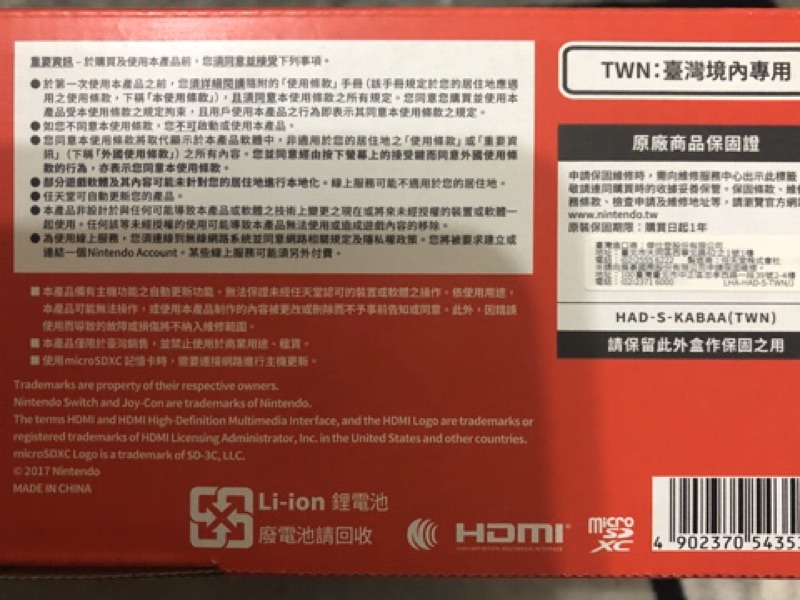 重要資訊 – 於購買及使用本產品前，您須同意並接受下列事項。
●於第一次使用本產品之前，您須詳細閱讀隨附的「使用條款」手冊（該手冊規定於您的居住地應適
用之使用條款，下稱「本使用條款」），且須同意本使用條款之所有規定。您同意您購買並使用本
產品受本使用條款之規定拘束，且用戶使用本產品之行為即表示其同意本使用條款之規定。
●如您不同意本使用條款，您不可啟動或使用本產品。
●您同意本使用條款將取代顯示於本產品軟體中，非適用於您的居住地之「使用條款」或「重要資
訊」（下稱「外國使用條款」）之所有內容。您並同意經由按下螢幕上的接受鍵而同意外國使用條
款的行為，亦表示您同意本使用條款。
●部分遊戲軟體及其內容可能未針對您的居住地進行本地化。線上服務可能不適用於您的居住地。
●任天堂可自動更新您的產品。
●本產品非設計於與任何可能導致本產品或軟體之技術上變更之現在或將來未經授權的裝置或軟體一
起使用。任何該等未經授權的使用可能導致本產品無法使用或造成遊戲內容的移除。
●為使用線上服務，您須連線到無線網路系統並同意網路相關規定及隱私權政策。您將被要求建立或
連結一個Nintendo Account。某些線上服務可能須另外付費。
■本產品備有主機功能之自動更新功能。無法保證未經任天堂認可的裝置或軟體之操作。依使用用途，
本產品可能無法操作，或使用本產品制作的內容被更改或刪除而不予事前告知或同意。此外，因錯誤
使用而導致的故障或損傷將不納入維修範圍。
■本產品僅限於臺灣銷售，並禁止使用於商業用途、租賃。
■使用microSDXC記憶卡時，需要連接網路進行主機更新。
Trademarks are property of their respective owners.
Nintendo Switch and Joy-Con are trademarks of Nintendo.
The terms HDMI and HDMI High-Definition Multimedia Interface, and the HDMI Logo are trademarks or
registered trademarks of HDMI Licensing Administrator, Inc. in the United States and other countries.
microSDXC Logo is a trademark of SD-3C, LLC.
© 2017 Nintendo
MADE IN CHINA
Li-ion 鋰電池
廢電池請回收
HDMI
HIGH-DEFINITION MULTIMEDIA INTERFACE
micro
SD
XC
TWN：臺灣境內專用
原廠商品保固證
申請保固維修時，需向維修服務中心出示此標籤
敬請連同購買時的收據妥善保管。保固條款、維
務條款、檢查申請及維修地址等，請瀏覽官方網
www.nintendo.tw
原裝保固期限：購買日起1年
LHA-HAD-S-TWN/J
HAD-S-KABAA(TWN)
請保留此外盒作保固之用
4 902370 5435